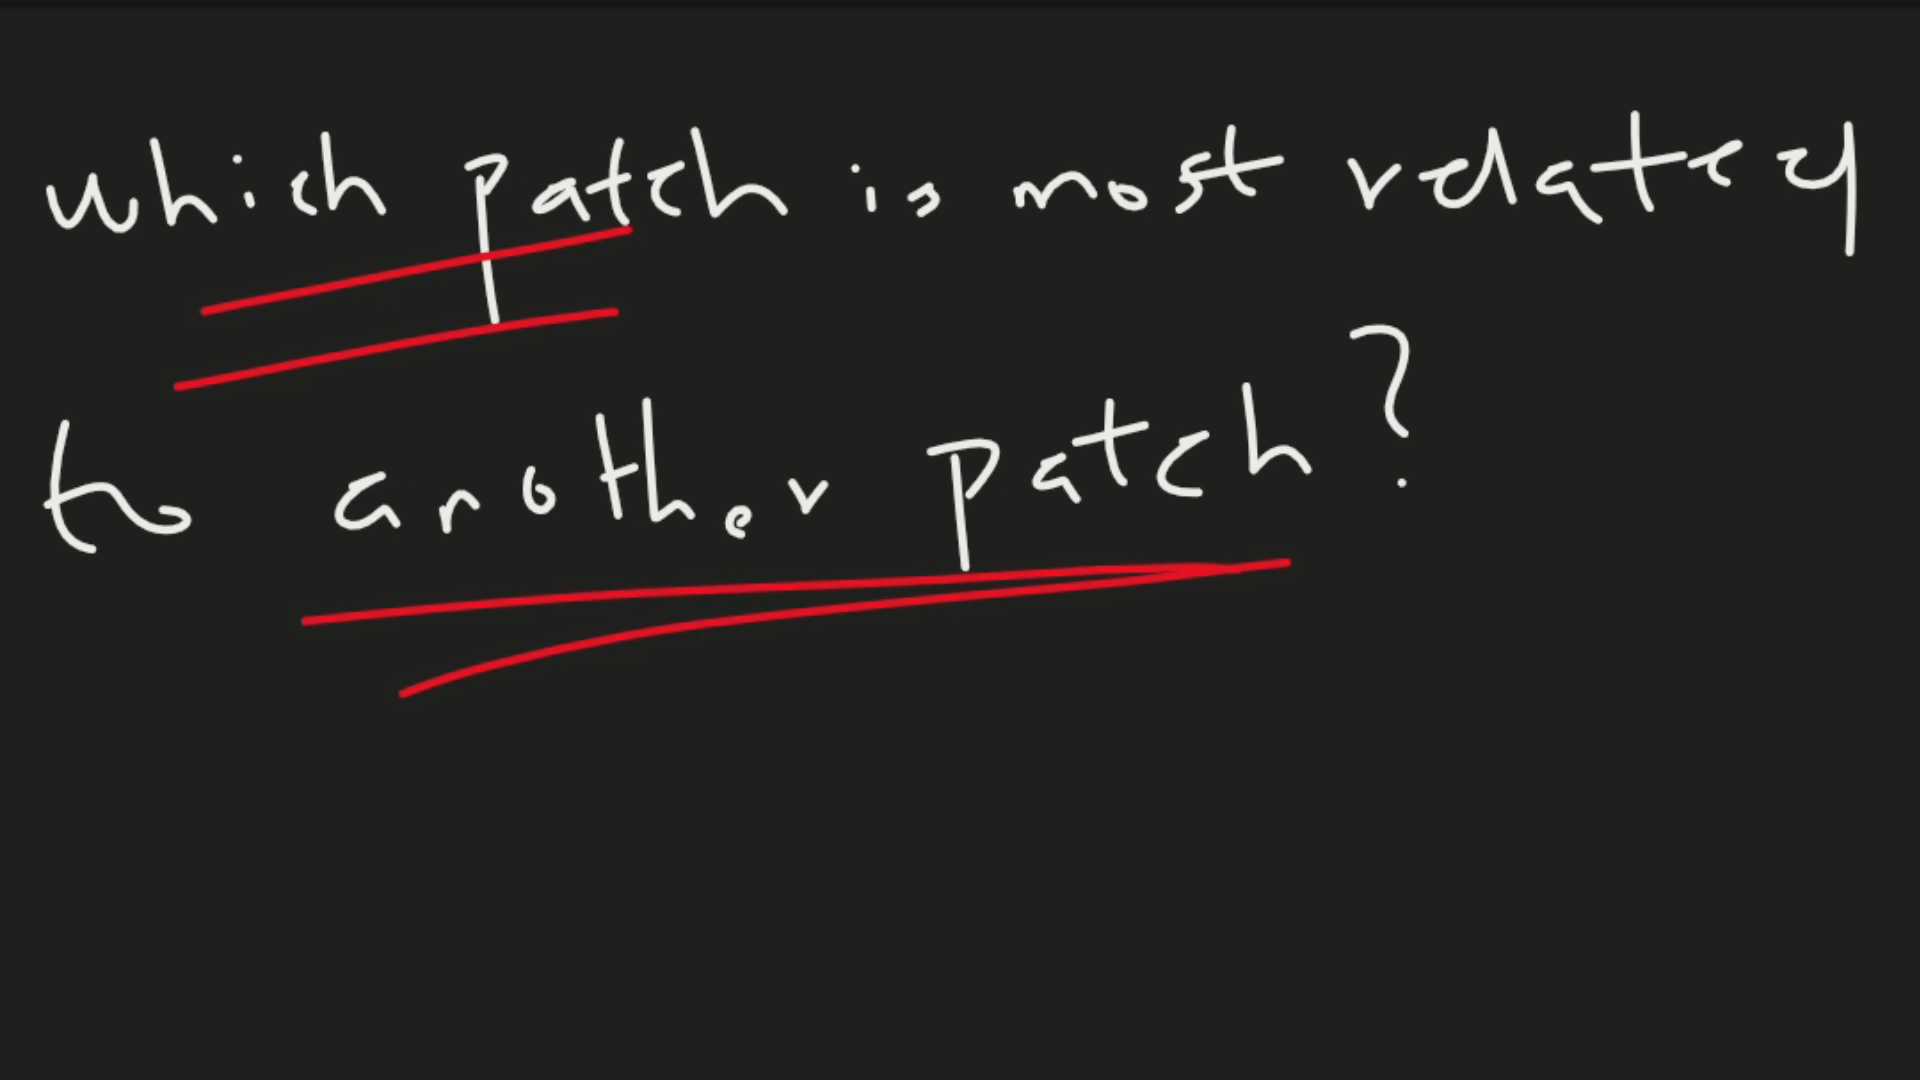 which patch is most related
to another patch?